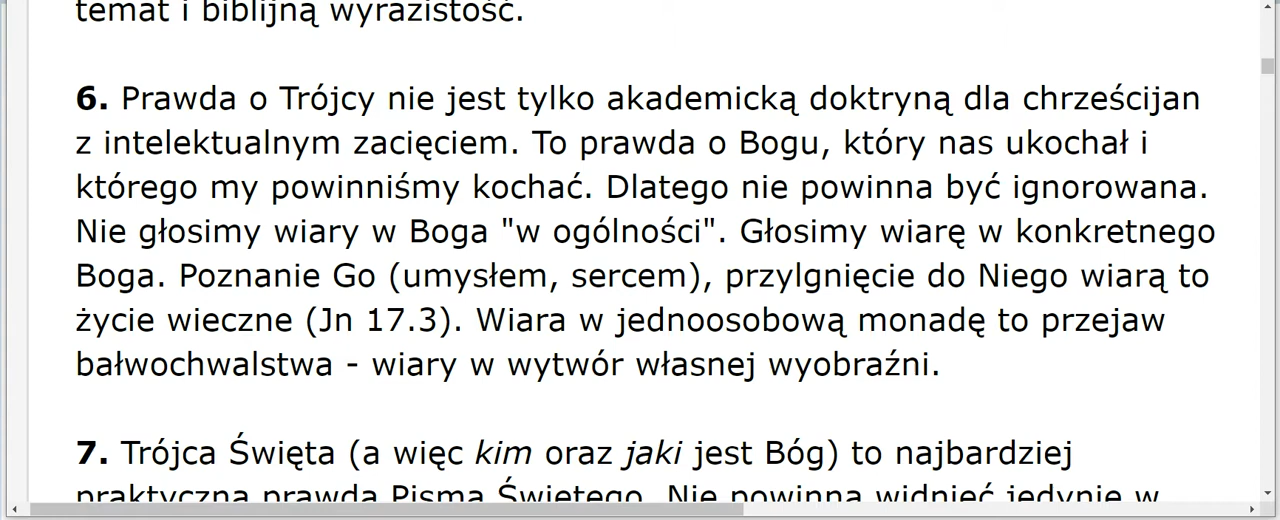 temat i biblijną wyrazistość.
6. Prawda o Trójcy nie jest tylko akademicką doktryną dla chrześcijan
z intelektualnym zacięciem. To prawda o Bogu, który nas ukochał i
którego my powinniśmy kochać. Dlatego nie powinna być ignorowana.
Nie głosimy wiary w Boga "w ogólności". Głosimy wiarę w konkretnego
Boga. Poznanie Go (umysłem, sercem), przylgnięcie do Niego wiarą to
życie wieczne (Jn 17.3). Wiara w jednoosobową monadę to przejaw
bałwochwalstwa - wiary w wytwór własnej wyobraźni.
7. Trójca Święta (a więc kim oraz jaki jest Bóg) to najbardziej
praktyczna prawda Pisma Świętego. Nie powinna widnieć jedynie w